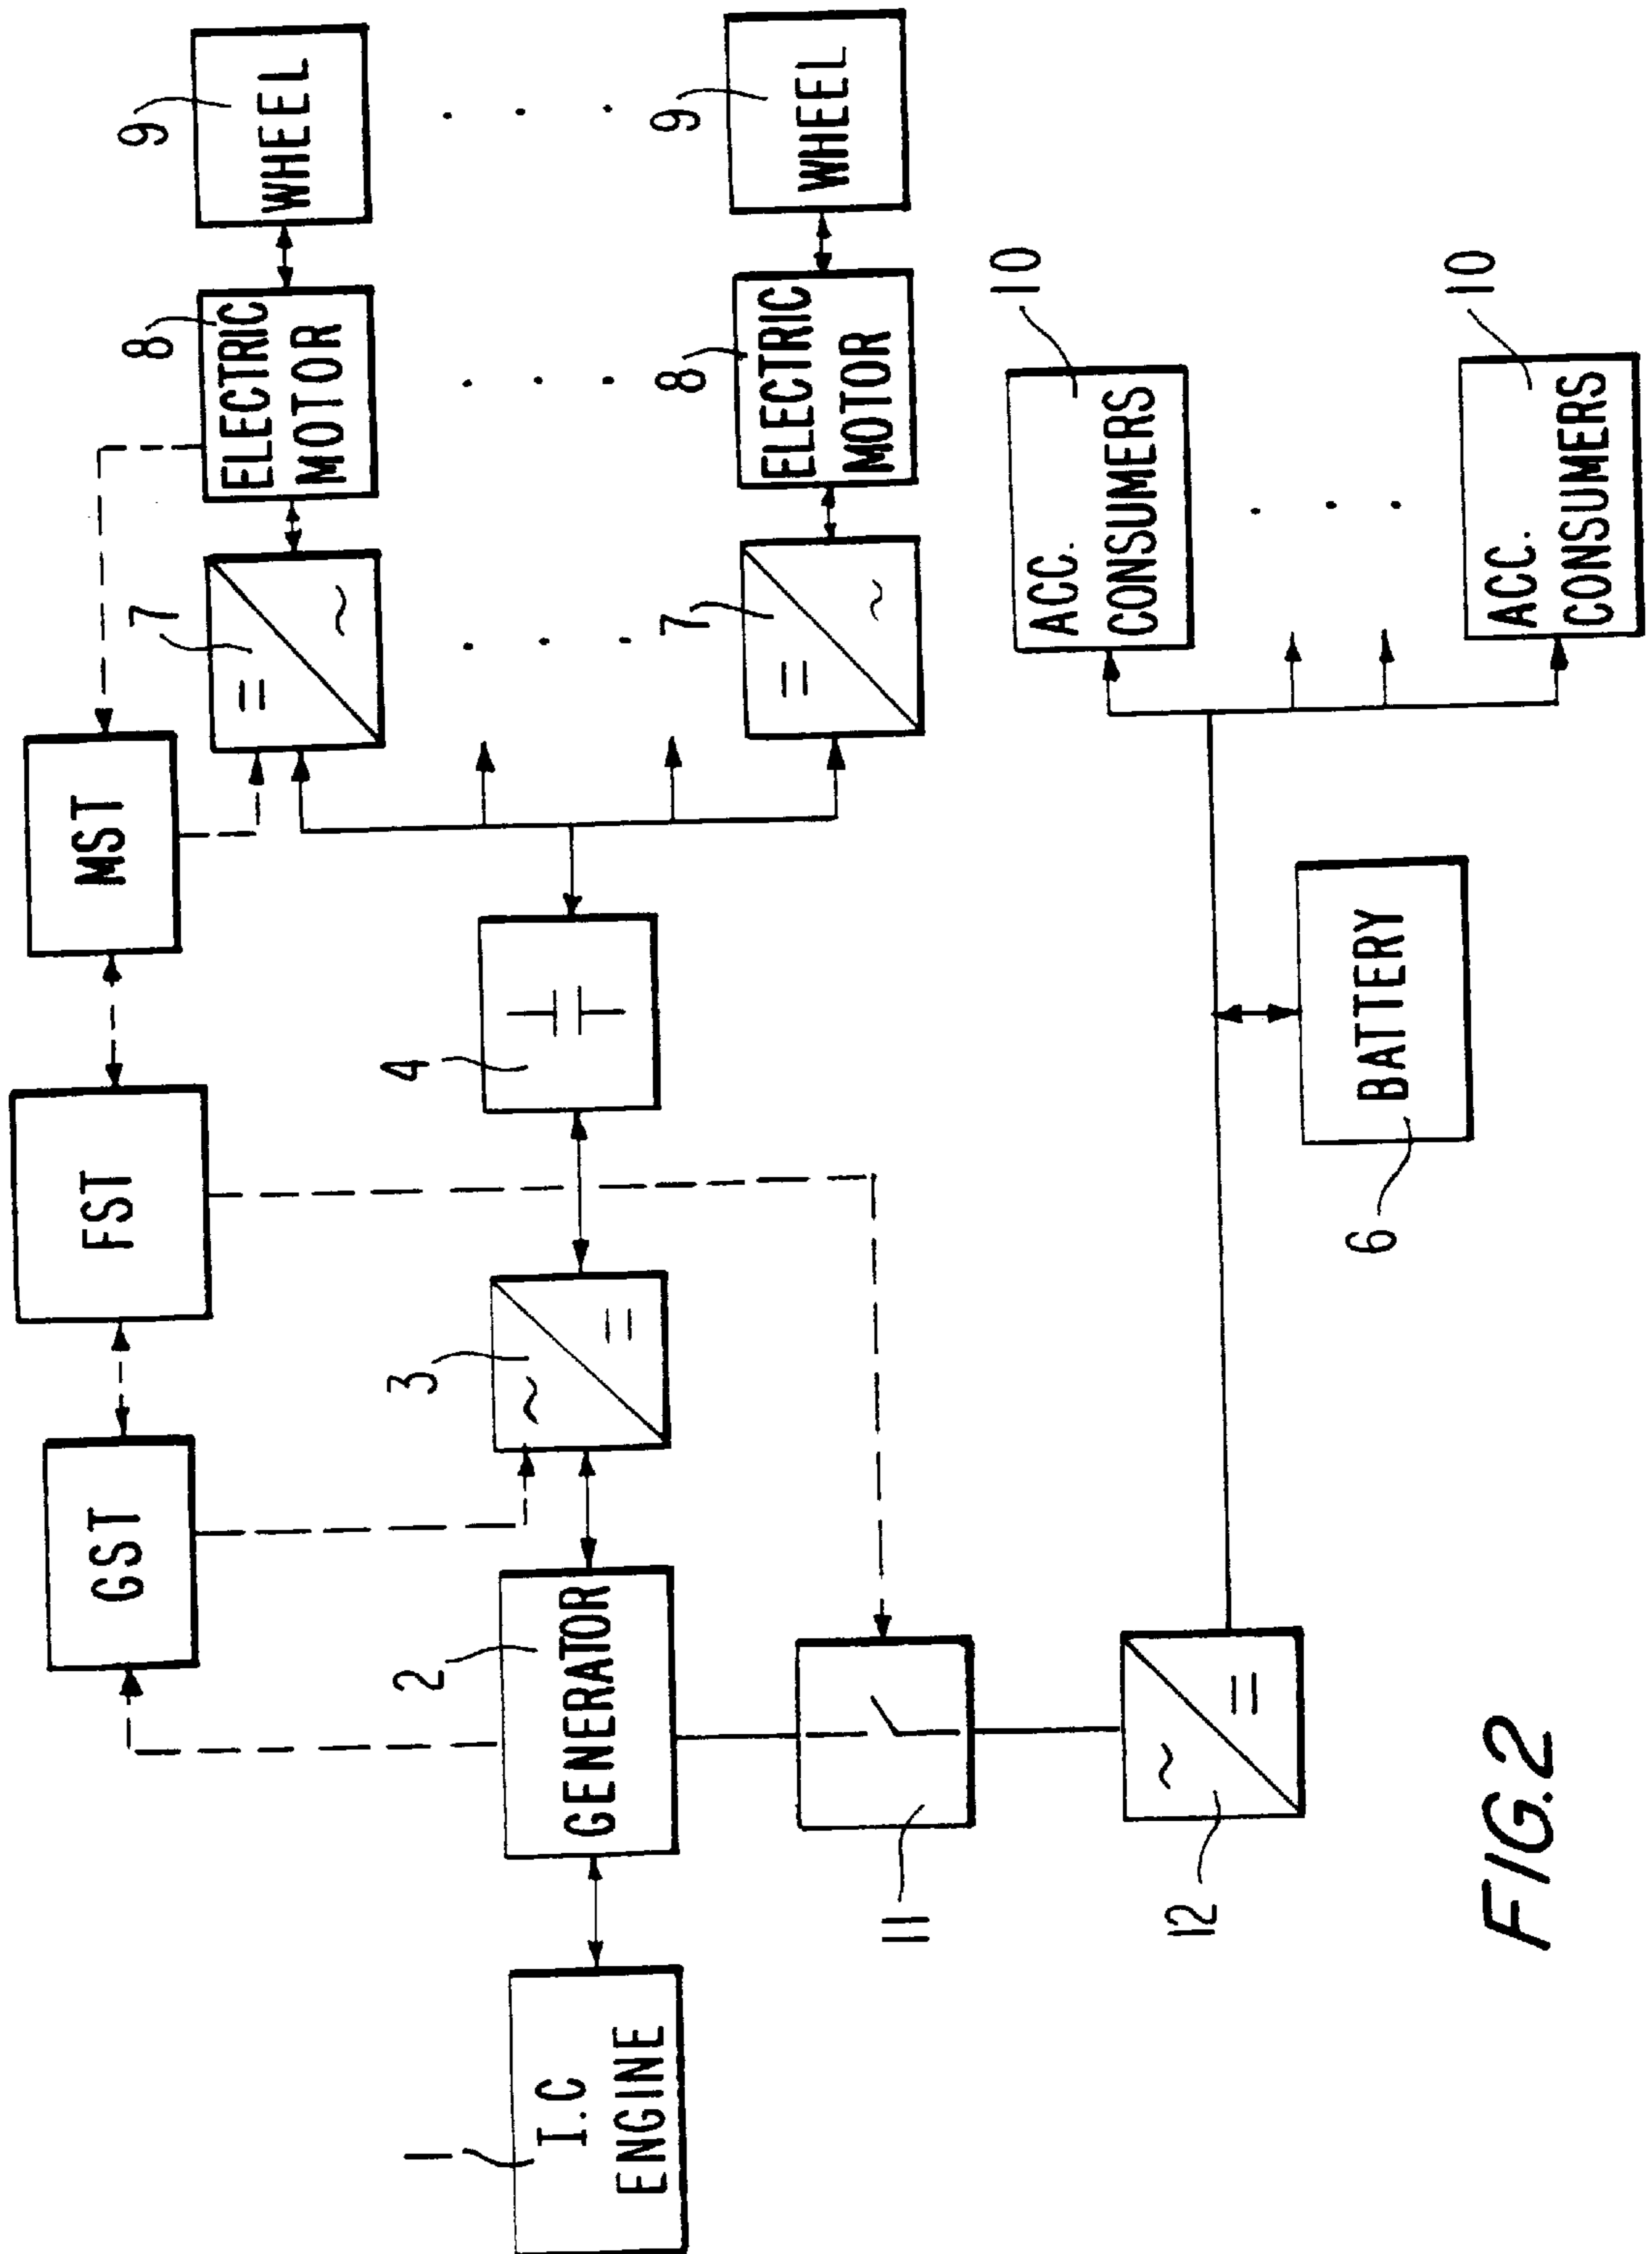 GST
FST
MST
1
I.C
ENGINE
2
GENERATOR
3
~
=
4
7
=
~
8
ELECTRIC
MOTOR
9
WHEEL
7
=
~
8
ELECTRIC
MOTOR
9
WHEEL
11
12
~
=
6
BATTERY
10
ACC.
CONSUMERS
10
ACC.
CONSUMERS
FIG.2